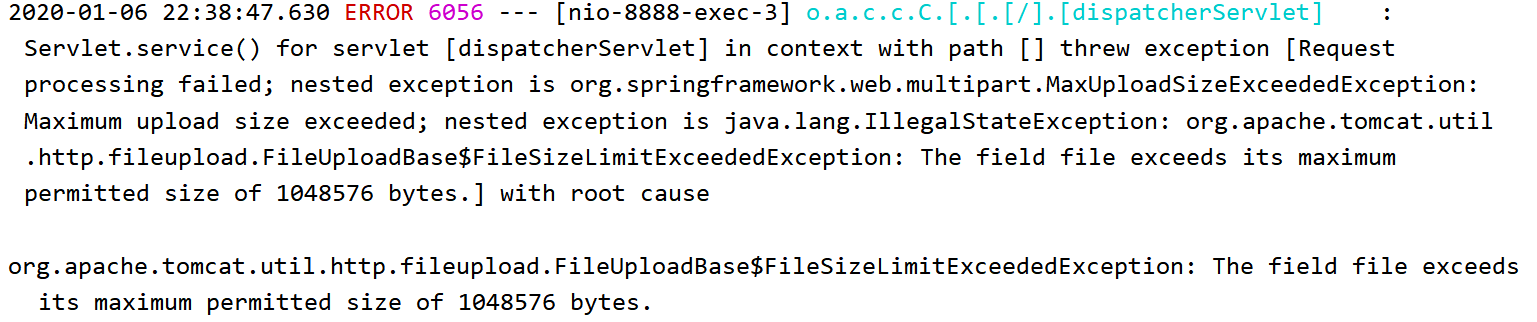 2020-01-06 22:38:47.630 ERROR 6056 --- [nio-8888-exec-3] o.a.c.c.C.[.[.[/].[dispatcherServlet]    :
Servlet.service() for servlet [dispatcherServlet] in context with path [] threw exception [Request
processing failed; nested exception is org.springframework.web.multipart.MaxUploadSizeExceededException:
Maximum upload size exceeded; nested exception is java.lang.IllegalStateException: org.apache.tomcat.util
.http.fileupload.FileUploadBase$FileSizeLimitExceededException: The field file exceeds its maximum
permitted size of 1048576 bytes.] with root cause
org.apache.tomcat.util.http.fileupload.FileUploadBase$FileSizeLimitExceededException: The field file exceeds
its maximum permitted size of 1048576 bytes.